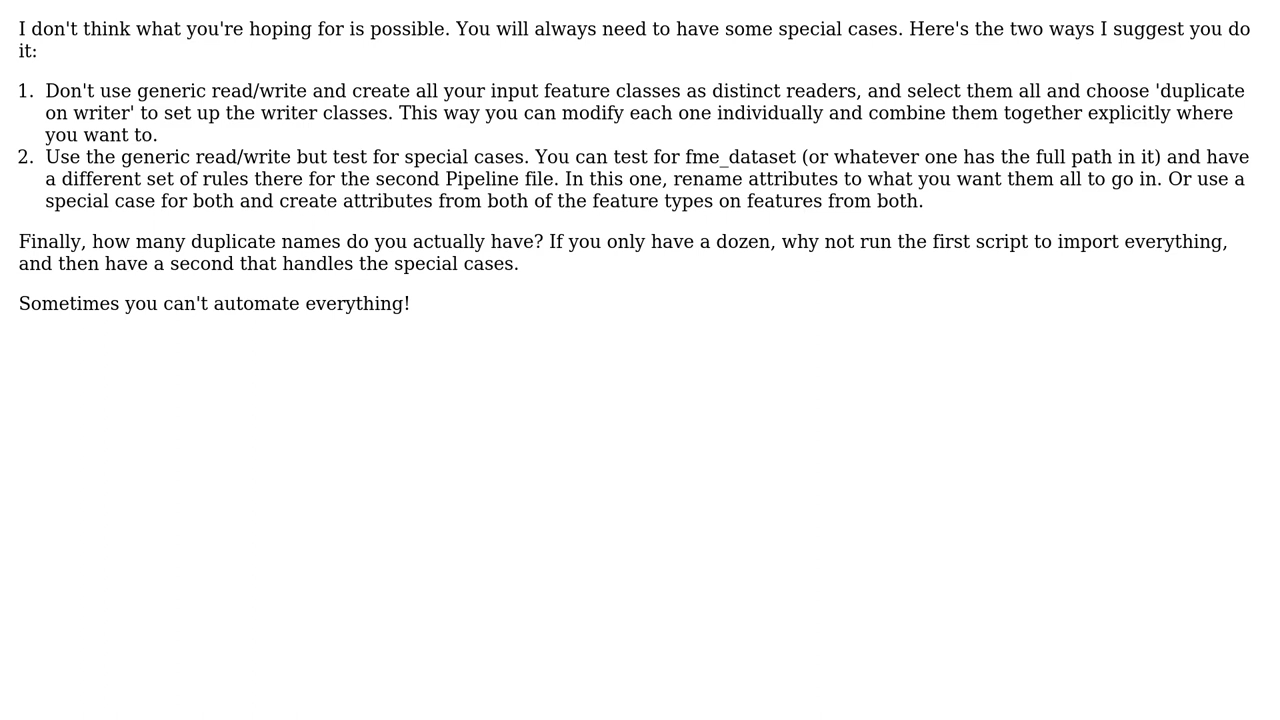 I don't think what you're hoping for is possible. You will always need to have some special cases. Here's the two ways I suggest you do
it:
1. Don't use generic read/write and create all your input feature classes as distinct readers, and select them all and choose 'duplicate
on writer' to set up the writer classes. This way you can modify each one individually and combine them together explicitly where
you want to.
2. Use the generic read/write but test for special cases. You can test for fme_dataset (or whatever one has the full path in it) and have
a different set of rules there for the second Pipeline file. In this one, rename attributes to what you want them all to go in. Or use a
special case for both and create attributes from both of the feature types on features from both.
Finally, how many duplicate names do you actually have? If you only have a dozen, why not run the first script to import everything,
and then have a second that handles the special cases.
Sometimes you can't automate everything!